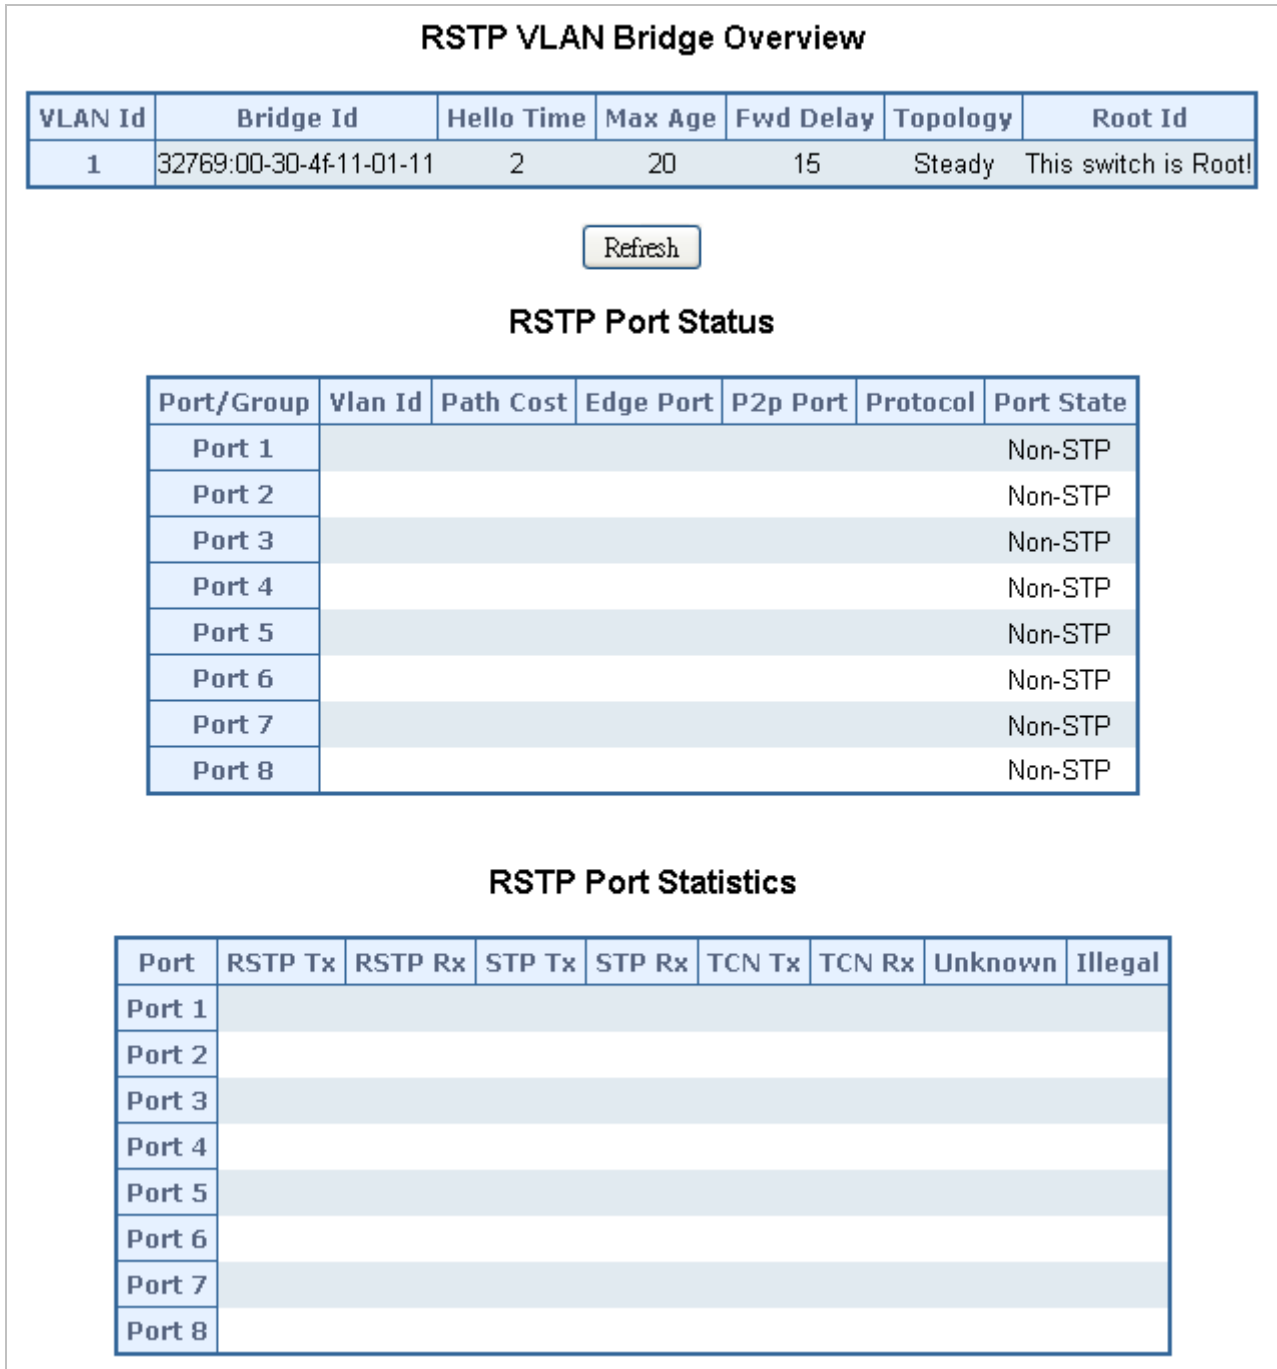 RSTP VLAN Bridge Overview
VLAN Id Bridge Id Hello Time Max Age Fwd Delay Topology Root Id
1 32769:00-30-4f-11-01-11 2 20 15 Steady This switch is Root!
Refresh
RSTP Port Status
Port/Group Vlan Id Path Cost Edge Port P2p Port Protocol Port State
Port 1 Non-STP
Port 2 Non-STP
Port 3 Non-STP
Port 4 Non-STP
Port 5 Non-STP
Port 6 Non-STP
Port 7 Non-STP
Port 8 Non-STP
RSTP Port Statistics
Port RSTP Tx RSTP Rx STP Tx STP Rx TCN Tx TCN Rx Unknown Illegal
Port 1
Port 2
Port 3
Port 4
Port 5
Port 6
Port 7
Port 8